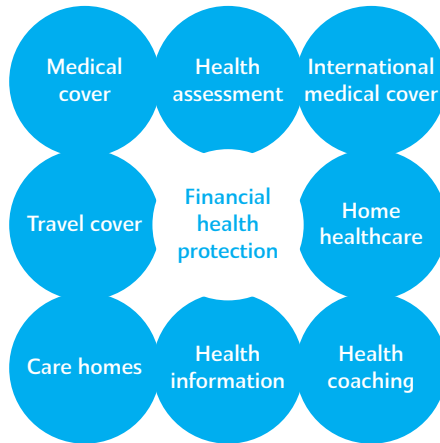 Medical
cover
Health
assessment
International
medical cover
Travel cover
Financial
health
protection
Home
healthcare
Care homes
Health
information
Health
coaching